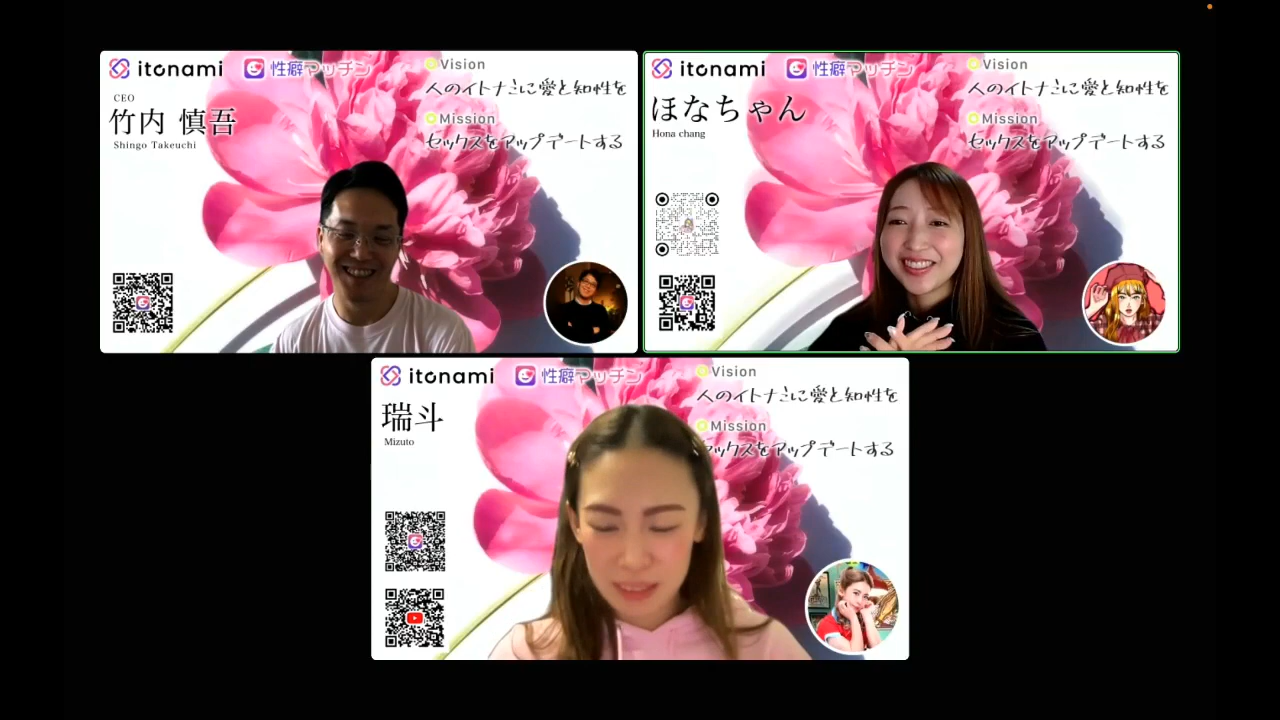 itonami 性癖マッチン
CEO
竹内 慎吾
Shingo Takeuchi
Vision
人のイトナミに愛と知性を
Mission
セックスをアップデートする
itonami 性癖マッチン
ほなちゃん
Hona chang
Vision
人のイトナミに愛と知性を
Mission
セックスをアップデートする
itonami 性癖マッチン
瑞斗
Mizuto
Vision
人のイトナミに愛と知性を
Mission
ックスをアップデートする